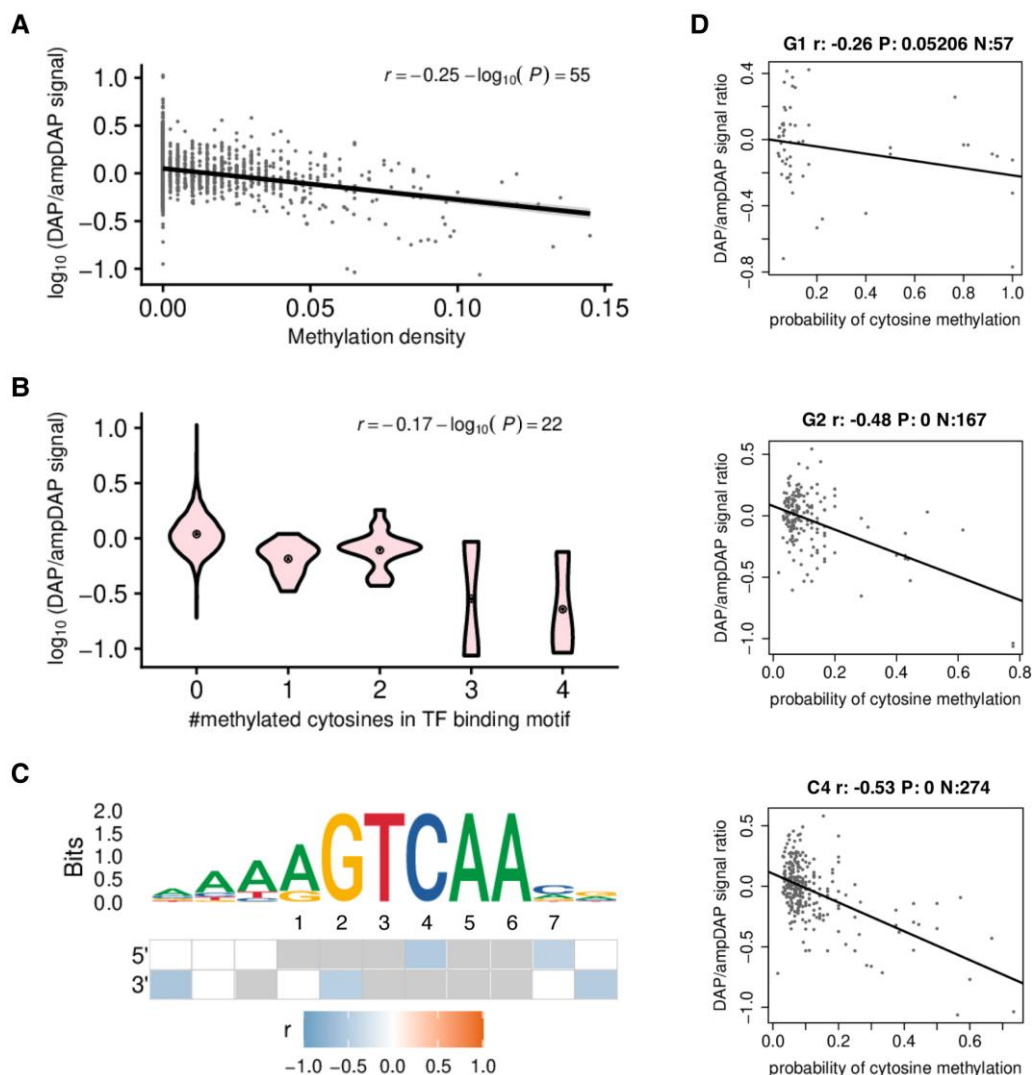 A
r = −0.25 −log₁₀( P) = 55
log₁₀ (DAP/ampDAP signal)
1.0
0.5
0.0
−0.5
−1.0
0.00 0.05 0.10 0.15
Methylation density
B
r = −0.17 −log₁₀( P) = 22
log₁₀ (DAP/ampDAP signal)
1.0
0.5
0.0
−0.5
−1.0
0 1 2 3 4
#methylated cytosines in TF binding motif
C
Bits
2.0
1.5
1.0
0.5
0.0
A A A A G T C A A
1 2 3 4 5 6 7
5'
3'
r
−1.0 −0.5 0.0 0.5 1.0
D
G1 r: -0.26 P: 0.05206 N:57
DAP/ampDAP signal ratio
0.4
0.0
−0.4
−0.8
0.2 0.4 0.6 0.8 1.0
probability of cytosine methylation
G2 r: -0.48 P: 0 N:167
DAP/ampDAP signal ratio
0.5
0.0
−0.5
−1.0
0.0 0.2 0.4 0.6 0.8
probability of cytosine methylation
C4 r: -0.53 P: 0 N:274
DAP/ampDAP signal ratio
0.5
0.0
−0.5
−1.0
0.0 0.2 0.4 0.6
probability of cytosine methylation